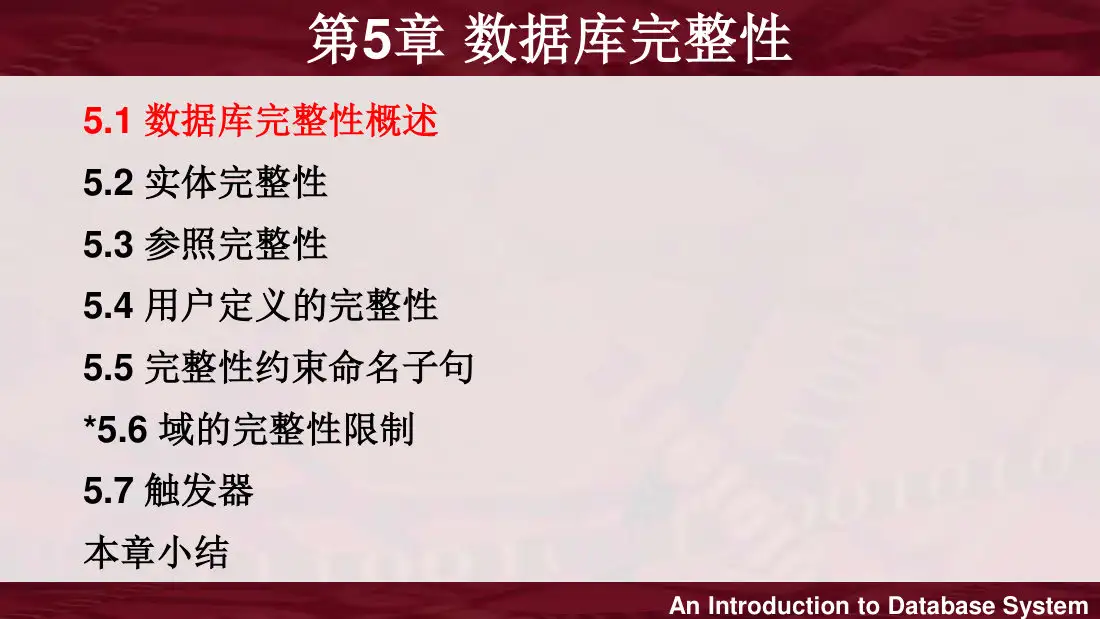 第5章 数据库完整性
5.1 数据库完整性概述
5.2 实体完整性
5.3 参照完整性
5.4 用户定义的完整性
5.5 完整性约束命名子句
*5.6 域的完整性限制
5.7 触发器
本章小结
An Introduction to Database System